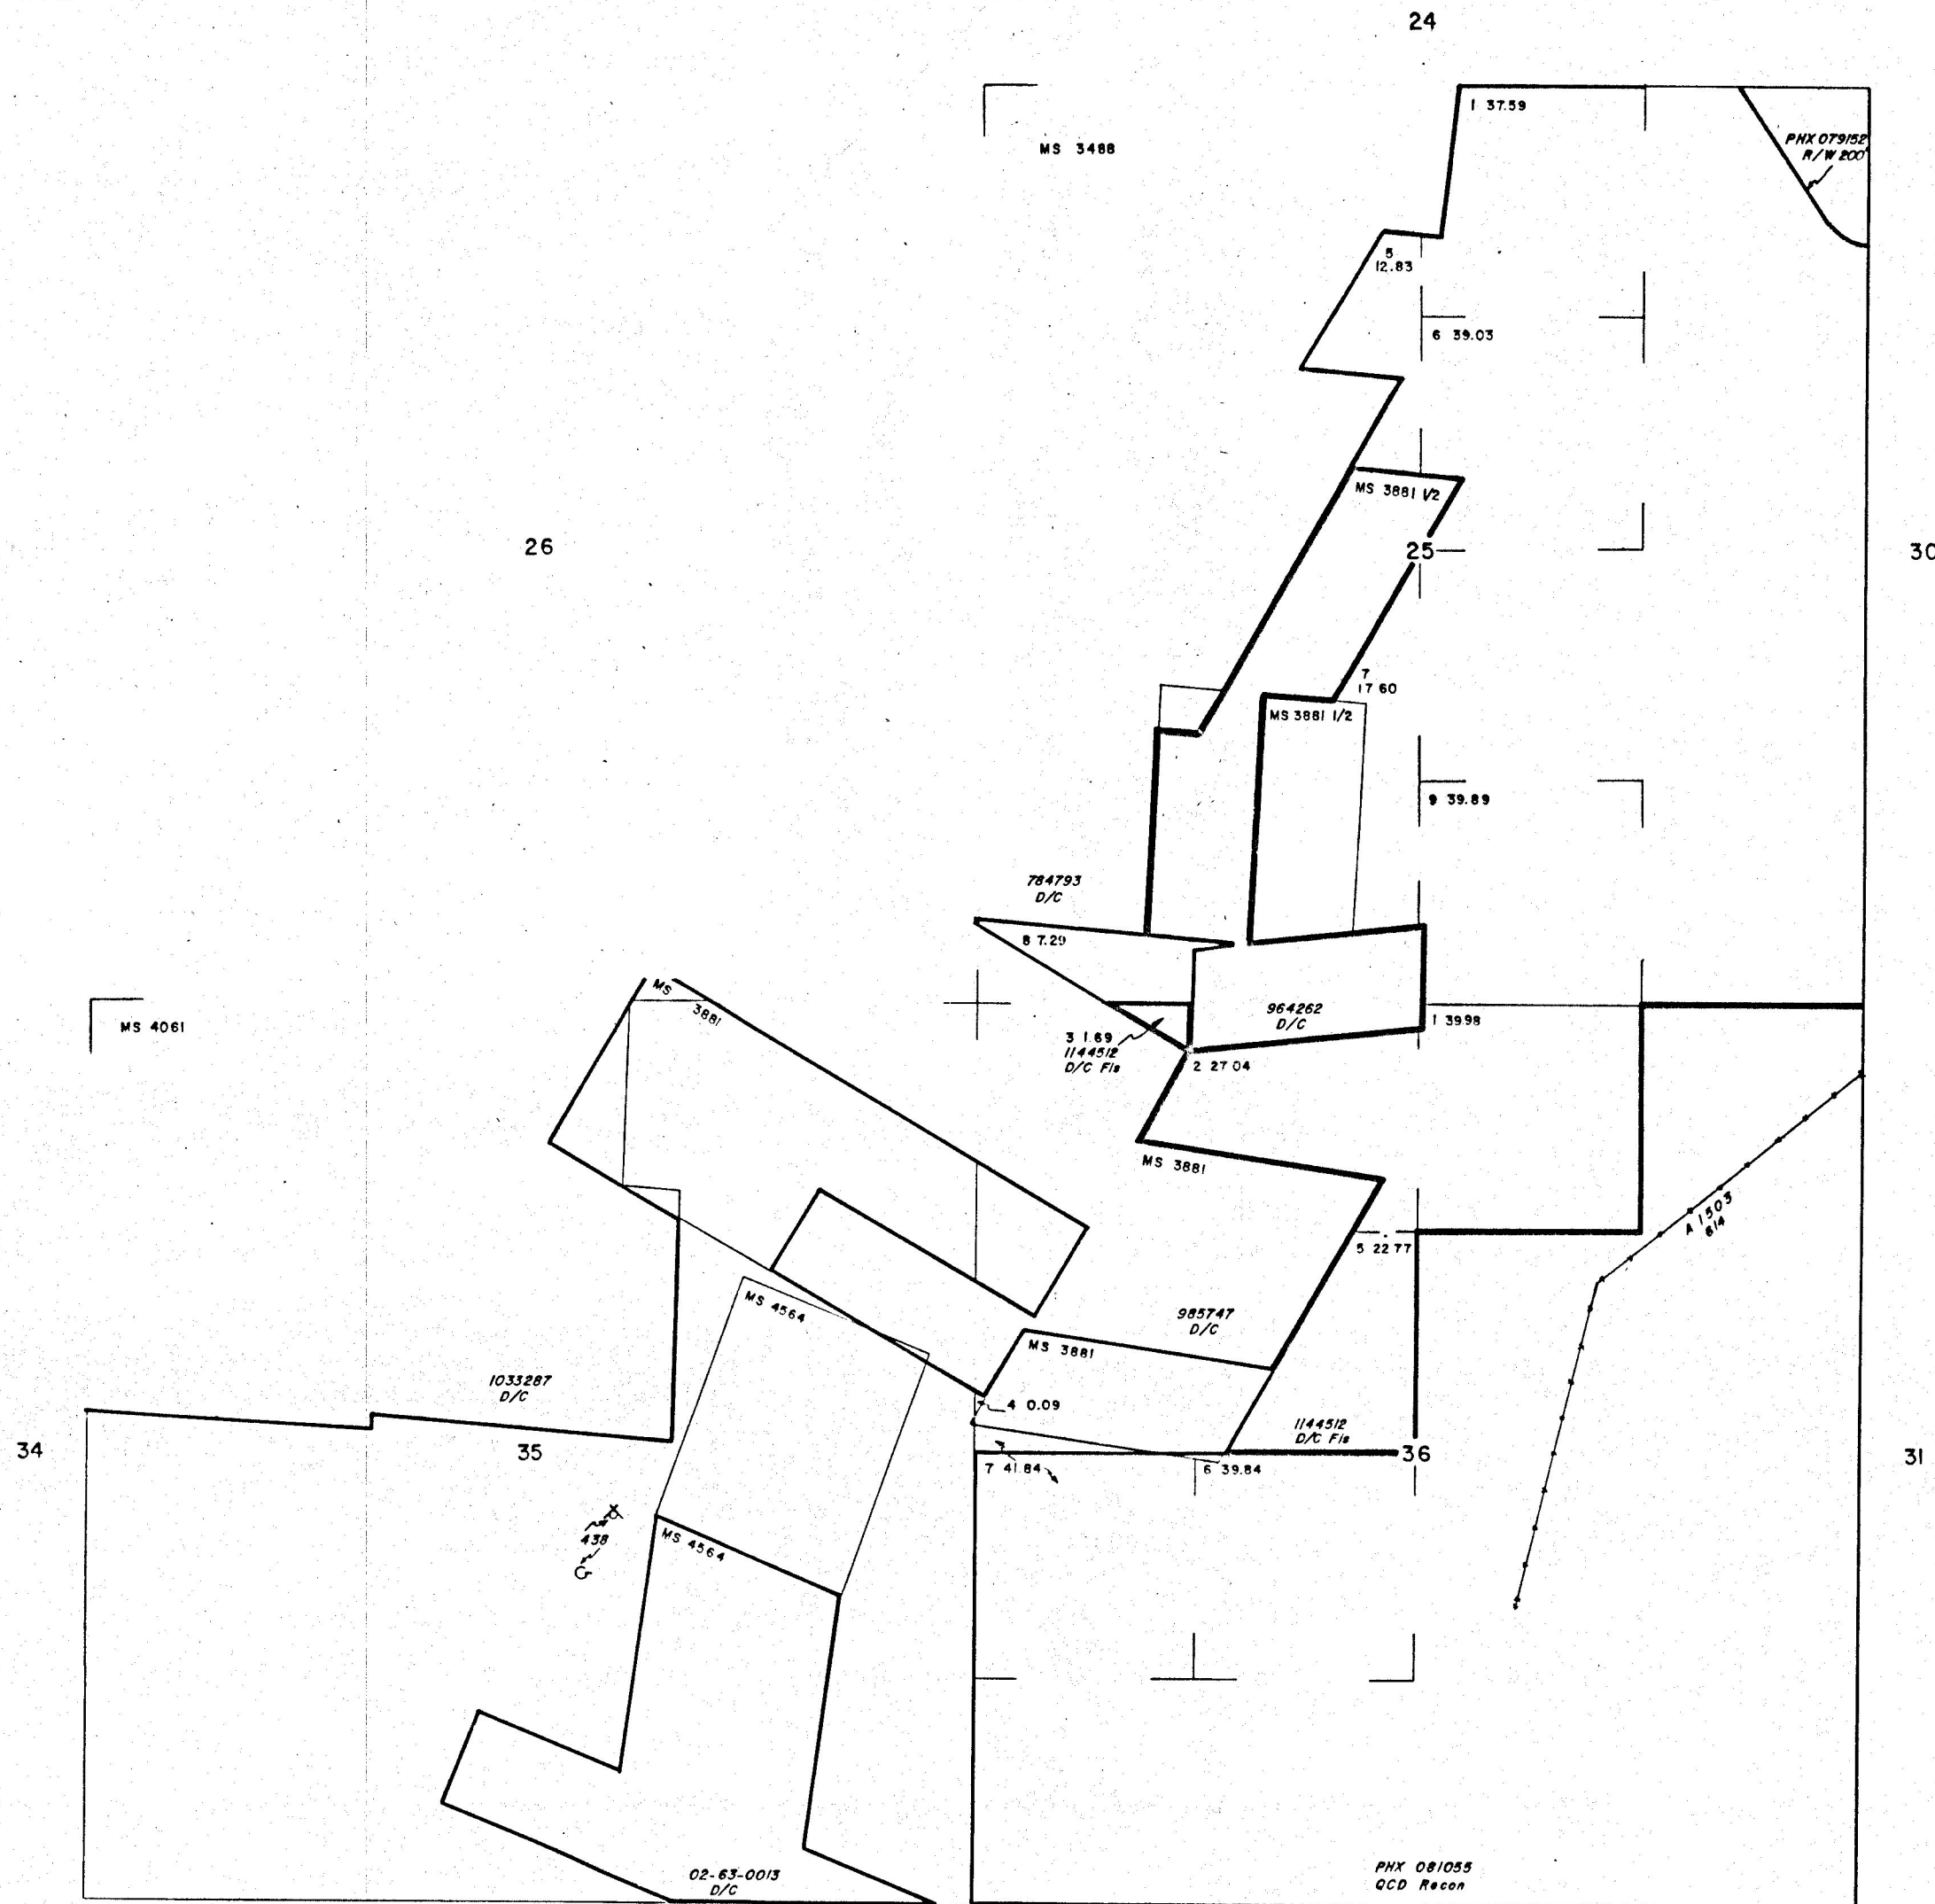 24
1 37.59
MS 3488
PHX 079152
R/W 200'
5
12.83
6 39.03
MS 3881 1/2
26
25
30
7
17 60
MS 3881 1/2
9 39.89
784793
D/C
8 7.29
MS 3881
964262
D/C
1 39.98
MS 4061
3 1.69
1144512
D/C Fls
2 27 04
MS 3881
A 1503
614
5 22 77
MS 4564
985747
D/C
MS 3881
1033287
D/C
4 0.09
1144512
D/C Fls
34
35
36
31
7 41.84
6 39.84
438
MS 4564
02-63-0013
D/C
PHX 081055
QCD Recon